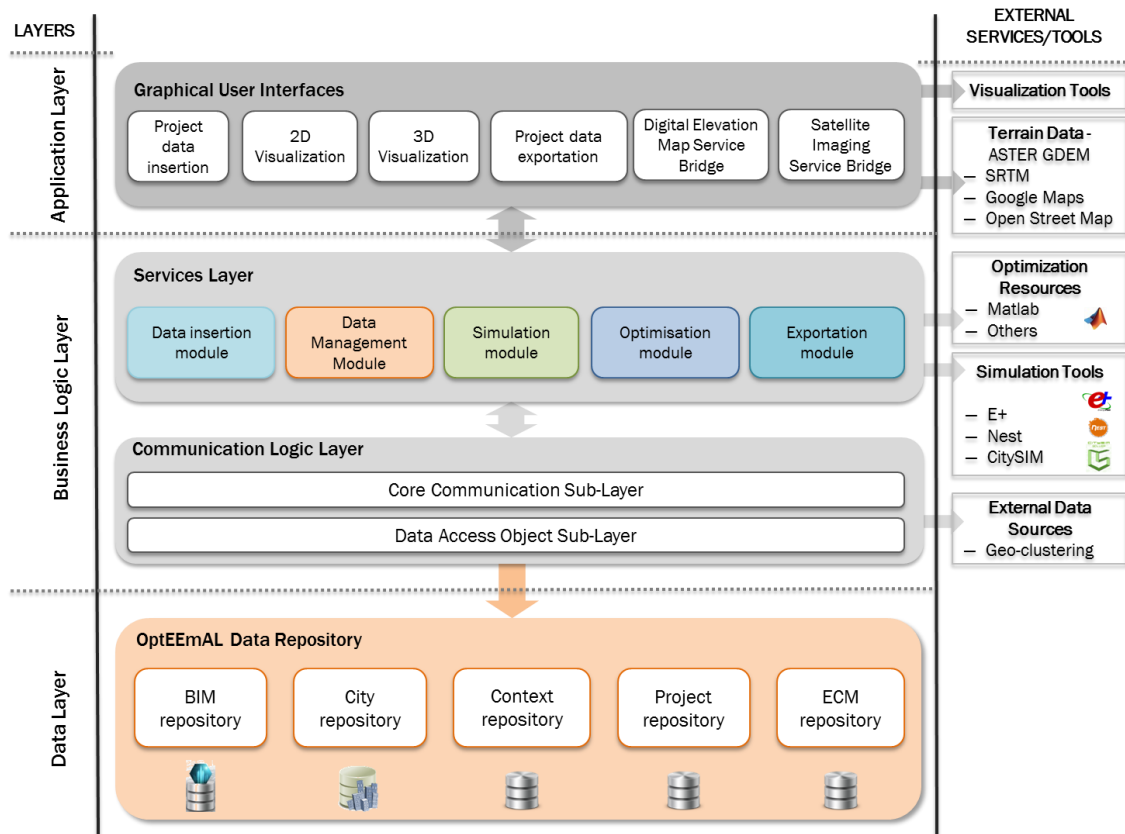 LAYERS
EXTERNAL
SERVICES/TOOLS
Application Layer
Graphical User Interfaces
Project
data
insertion
2D
Visualization
3D
Visualization
Project data
exportation
Digital Elevation
Map Service
Bridge
Satellite
Imaging
Service Bridge
Visualization Tools
Terrain Data -
ASTER GDEM
– SRTM
– Google Maps
– Open Street Map
Business Logic Layer
Services Layer
Data insertion
module
Data
Management
Module
Simulation
module
Optimisation
module
Exportation
module
Optimization
Resources
– Matlab
– Others
Simulation Tools
– E+
– Nest
– CitySIM
Communication Logic Layer
Core Communication Sub-Layer
Data Access Object Sub-Layer
External Data
Sources
– Geo-clustering
Data Layer
OptEEmAL Data Repository
BIM
repository
City
repository
Context
repository
Project
repository
ECM
repository